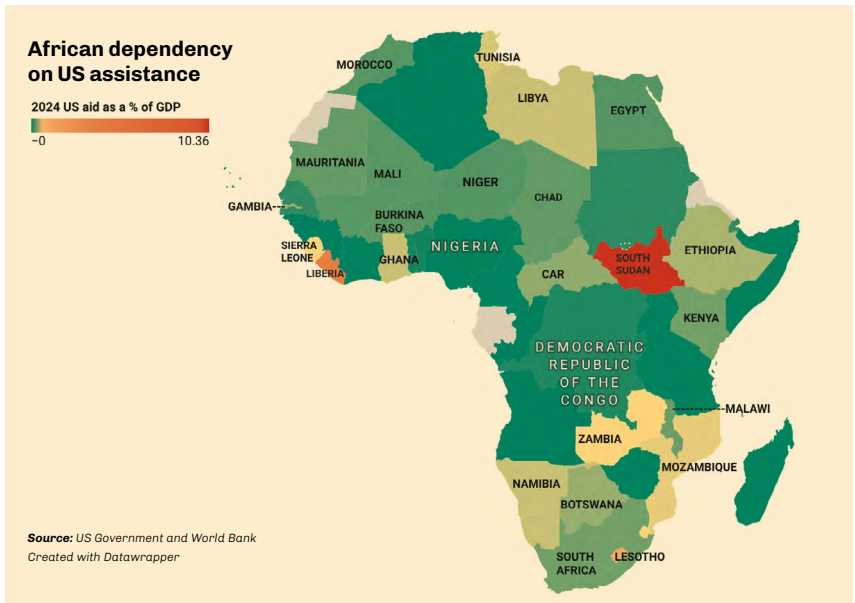 African dependency
on US assistance
2024 US aid as a % of GDP
−0
10.36
MOROCCO
TUNISIA
LIBYA
EGYPT
MAURITANIA
MALI
NIGER
CHAD
GAMBIA
BURKINA
FASO
NIGERIA
SIERRA
LEONE
LIBERIA
GHANA
CAR
SOUTH
SUDAN
ETHIOPIA
KENYA
DEMOCRATIC
REPUBLIC
OF THE
CONGO
MALAWI
ZAMBIA
MOZAMBIQUE
NAMIBIA
BOTSWANA
SOUTH
AFRICA
LESOTHO
Source: US Government and World Bank
Created with Datawrapper